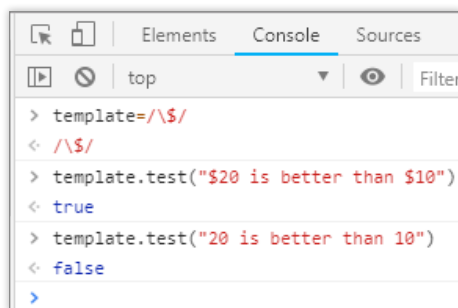 Elements Console Sources
top Filter
> template=/\$/
<· /\$/
> template.test("$20 is better than $10")
<· true
> template.test("20 is better than 10")
<· false
>